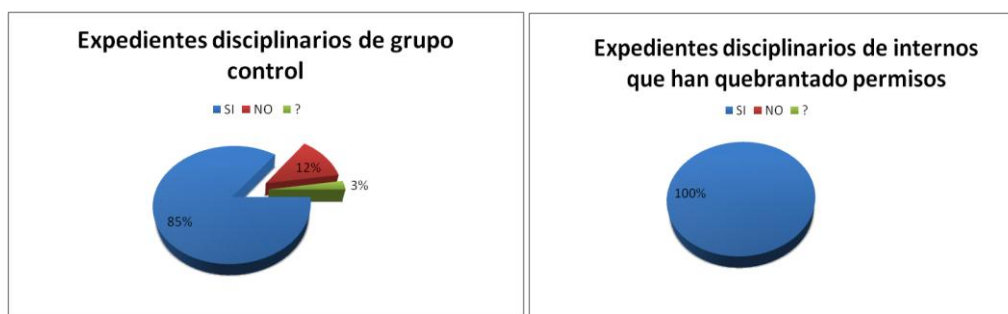 Expedientes disciplinarios de grupo
control
SI NO ?
12%
3%
85%
Expedientes disciplinarios de internos
que han quebrantado permisos
SI NO ?
100%